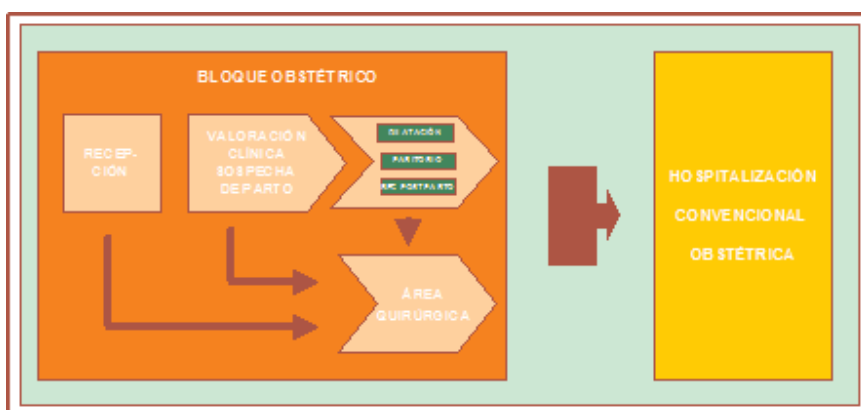 BLOQUE OBSTÉTRICO
RECEP-
CIÓN
VALORACIÓN
CLÍNICA
SOSPECHA
DE PARTO
DILATACIÓN
PARITORIO
REC. POSTPARTO
ÁREA
QUIRÚRGICA
HOSPITALIZACIÓN
CONVENCIONAL
OBSTÉTRICA